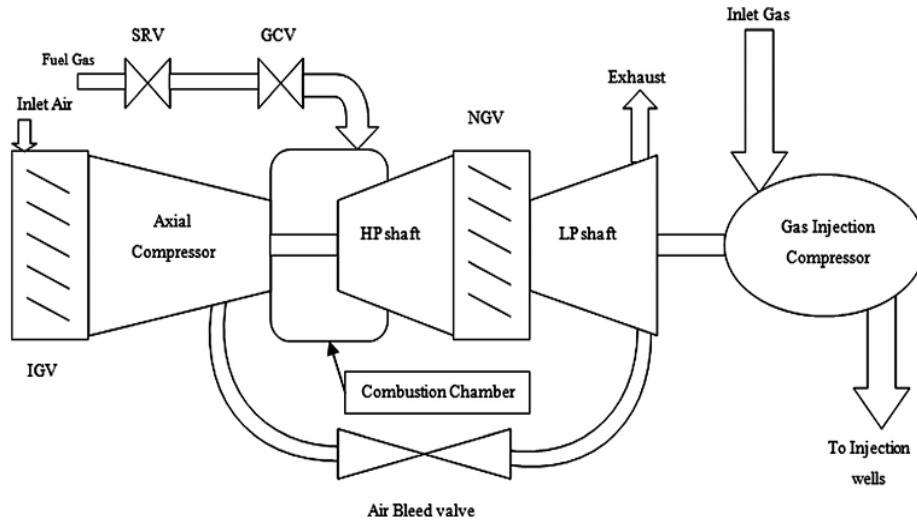 Inlet Gas
SRV
GCV
Fuel Gas
Exhaust
Inlet Air
NGV
Axial
Compressor
HP shaft
LP shaft
Gas Injection
Compressor
IGV
Combustion Chamber
To Injection
wells
Air Bleed valve